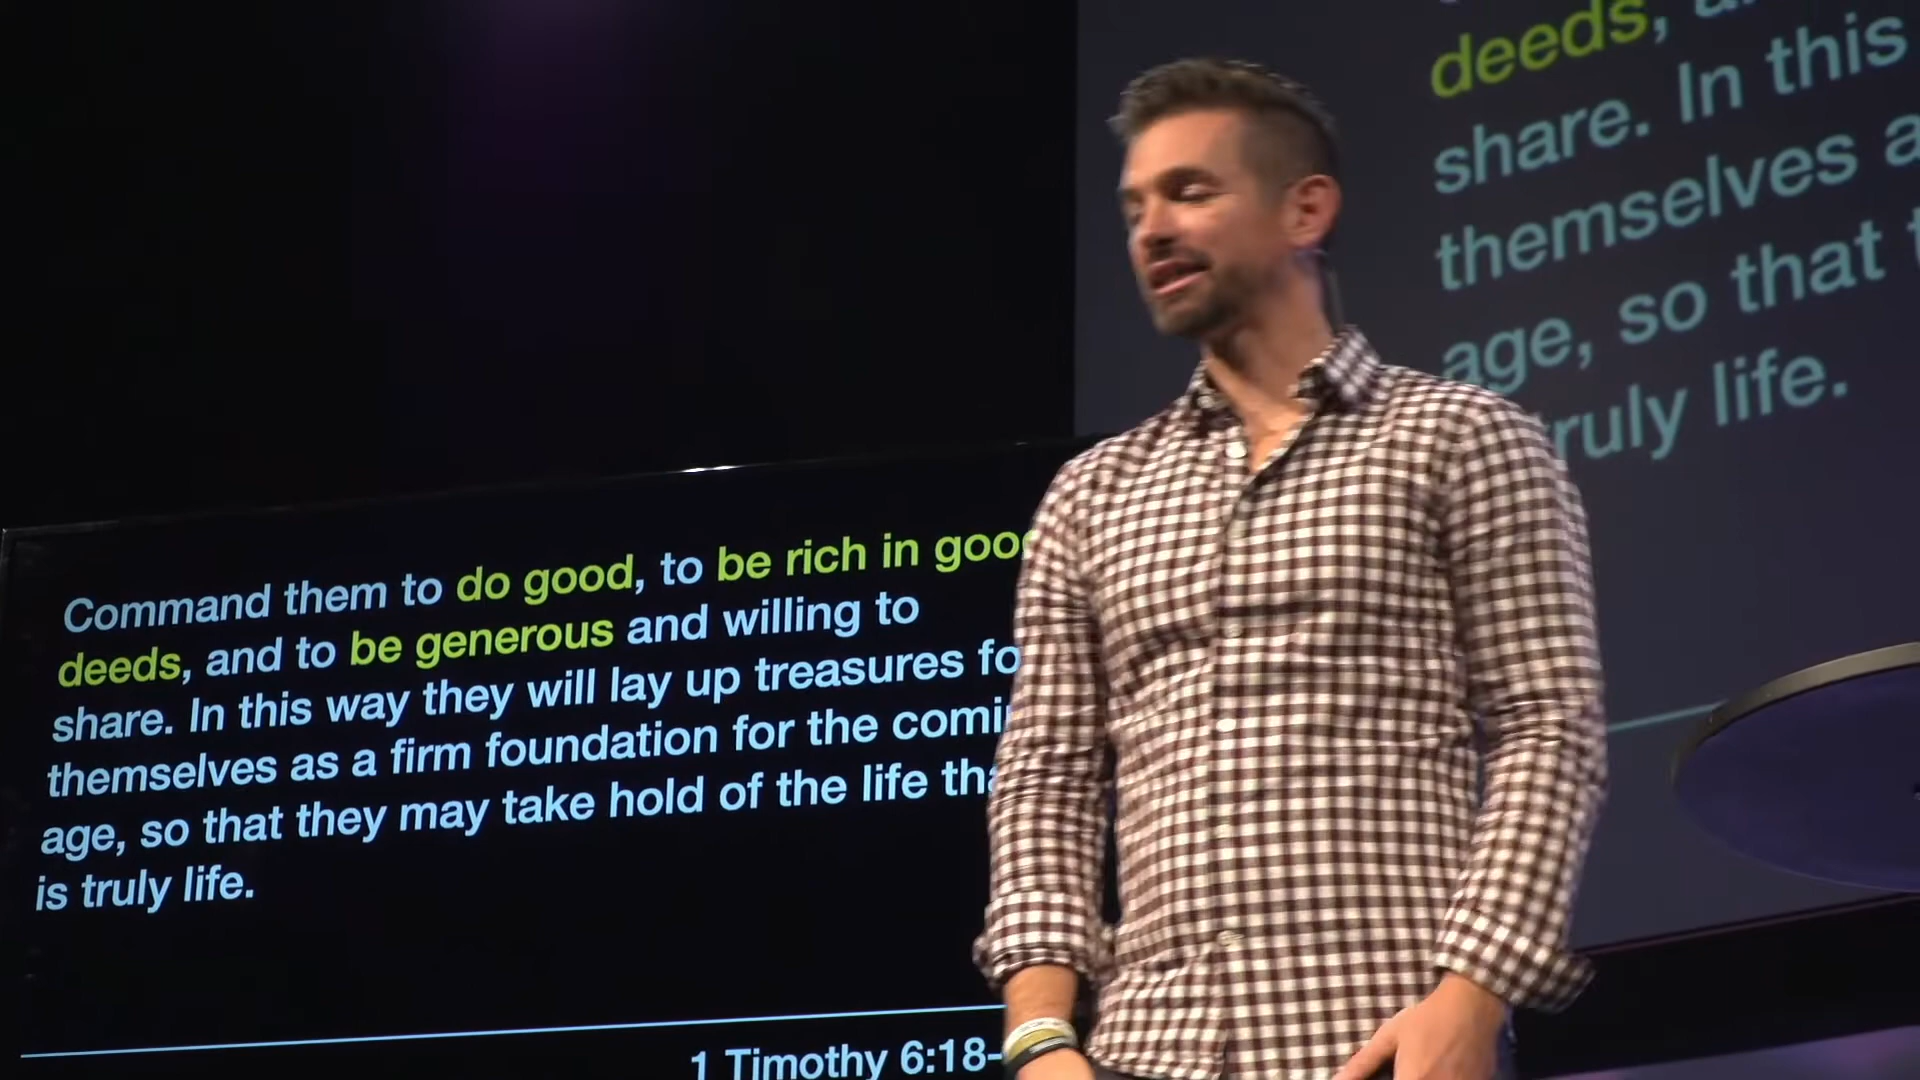 Command them to do good, to be rich in goo
deeds, and to be generous and willing to
share. In this way they will lay up treasures fo
themselves as a firm foundation for the comi
age, so that they may take hold of the life tha
is truly life.
1 Timothy 6:18-
deeds,
share. In this
themselves a
age, so that t
truly life.